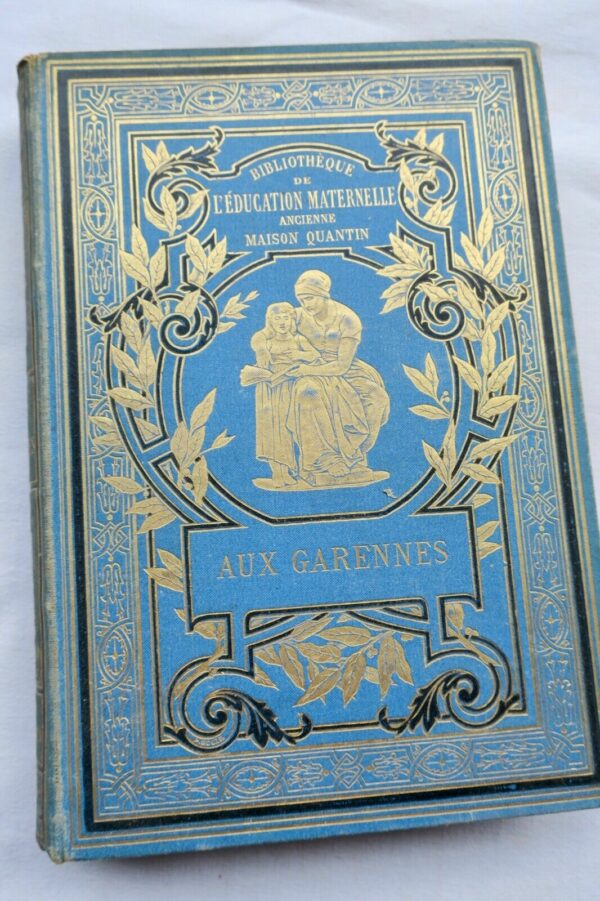 BIBLIOTHÈQUE
DE
L'ÉDUCATION MATERNELLE
ANCIENNE
MAISON QUANTIN
AUX GARENNES